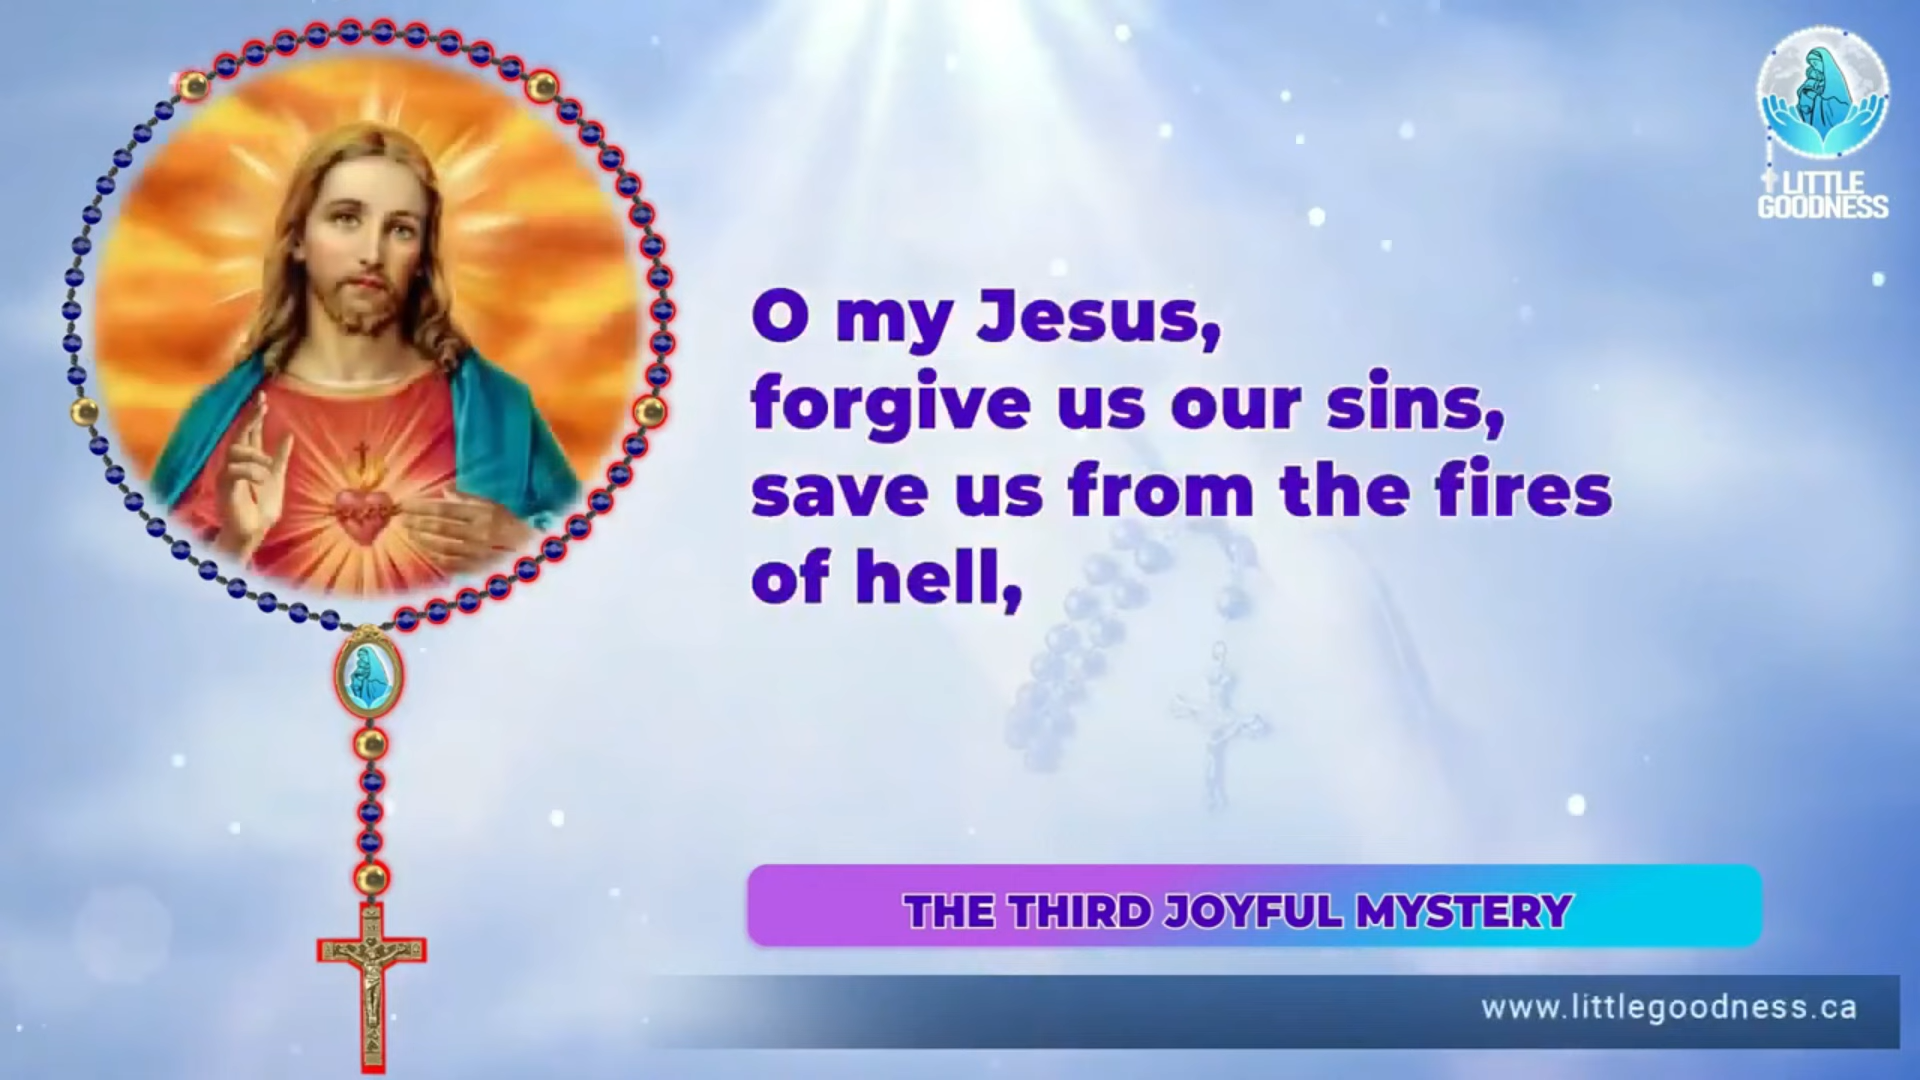 LITTLE
GOODNESS
O my Jesus,
forgive us our sins,
save us from the fires
of hell,
THE THIRD JOYFUL MYSTERY
www.littlegoodness.ca